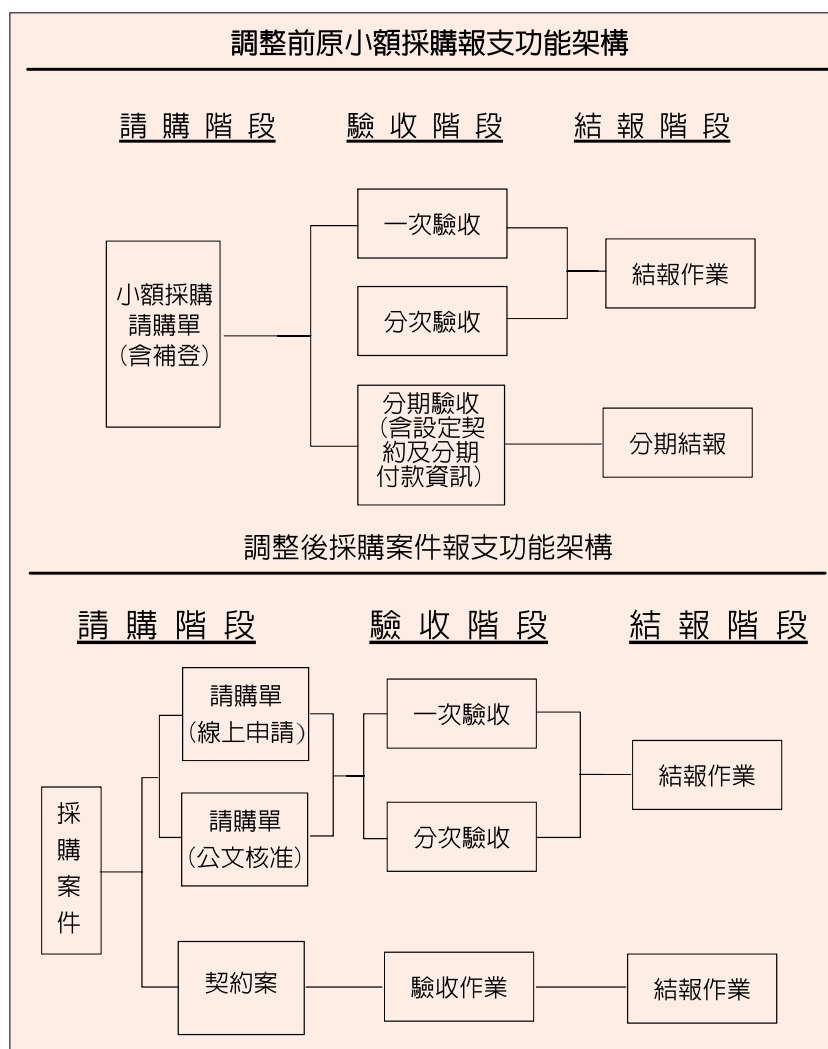 調整前原小額採購報支功能架構
請購階段
驗收階段
結報階段
小額採購
請購單
(含補登)
一次驗收
分次驗收
分期驗收
(含設定契
約及分期
付款資訊)
結報作業
分期結報
調整後採購案件報支功能架構
請購階段
驗收階段
結報階段
採
購
案
件
請購單
(線上申請)
請購單
(公文核准)
契約案
一次驗收
分次驗收
驗收作業
結報作業
結報作業